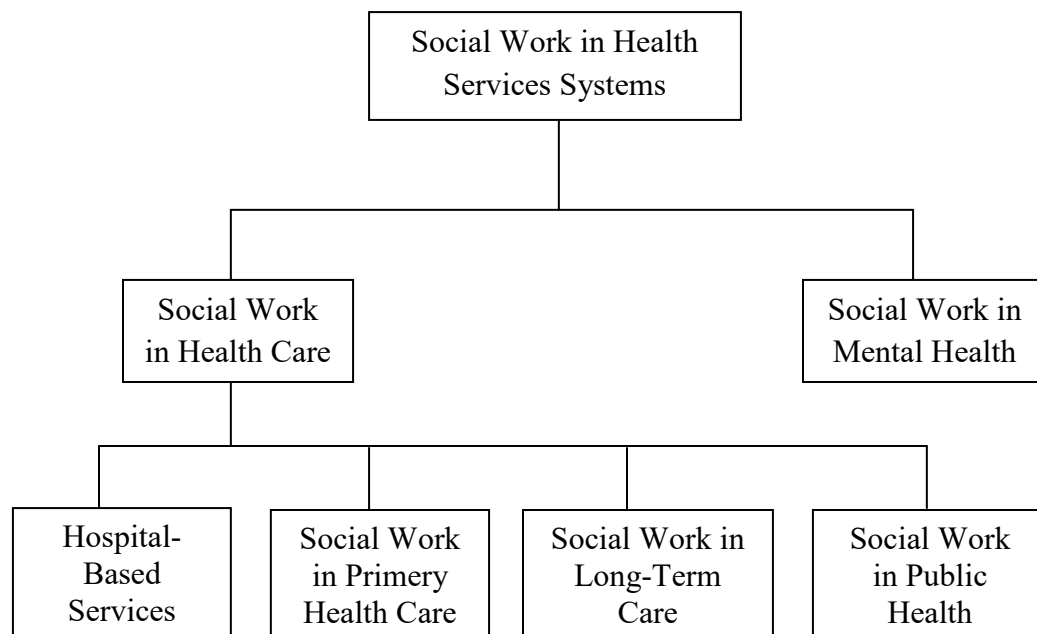 Social Work in Health
Services Systems
Social Work
in Health Care
Social Work in
Mental Health
Hospital-
Based
Services
Social Work
in Primery
Health Care
Social Work in
Long-Term
Care
Social Work
in Public
Health